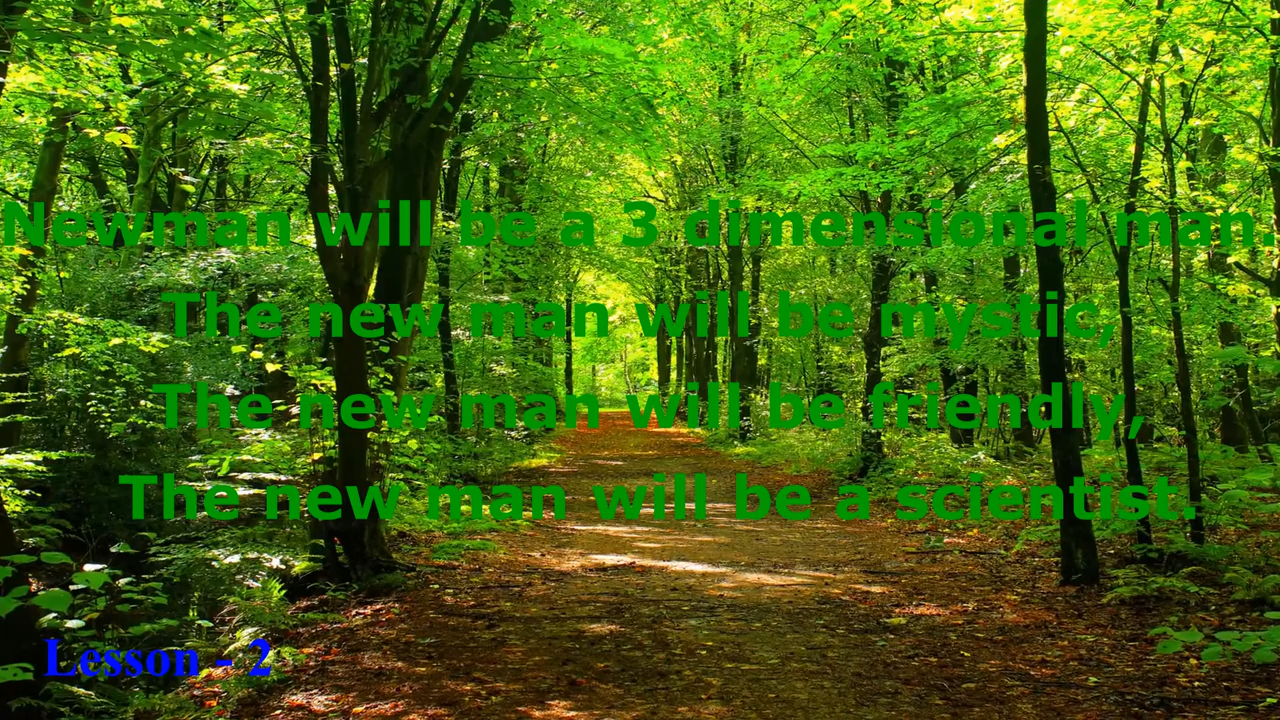 Newman will be a 3 dimensional man.
The new man will be mystic,
The new man will be friendly,
The new man will be a scientist.
Lesson - 2